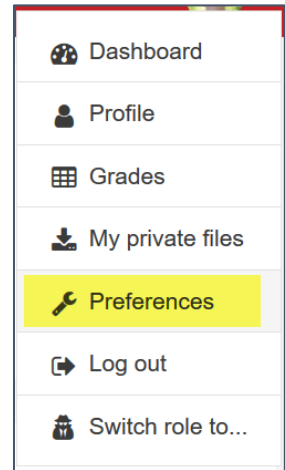 Dashboard
Profile
Grades
My private files
Preferences
Log out
Switch role to...